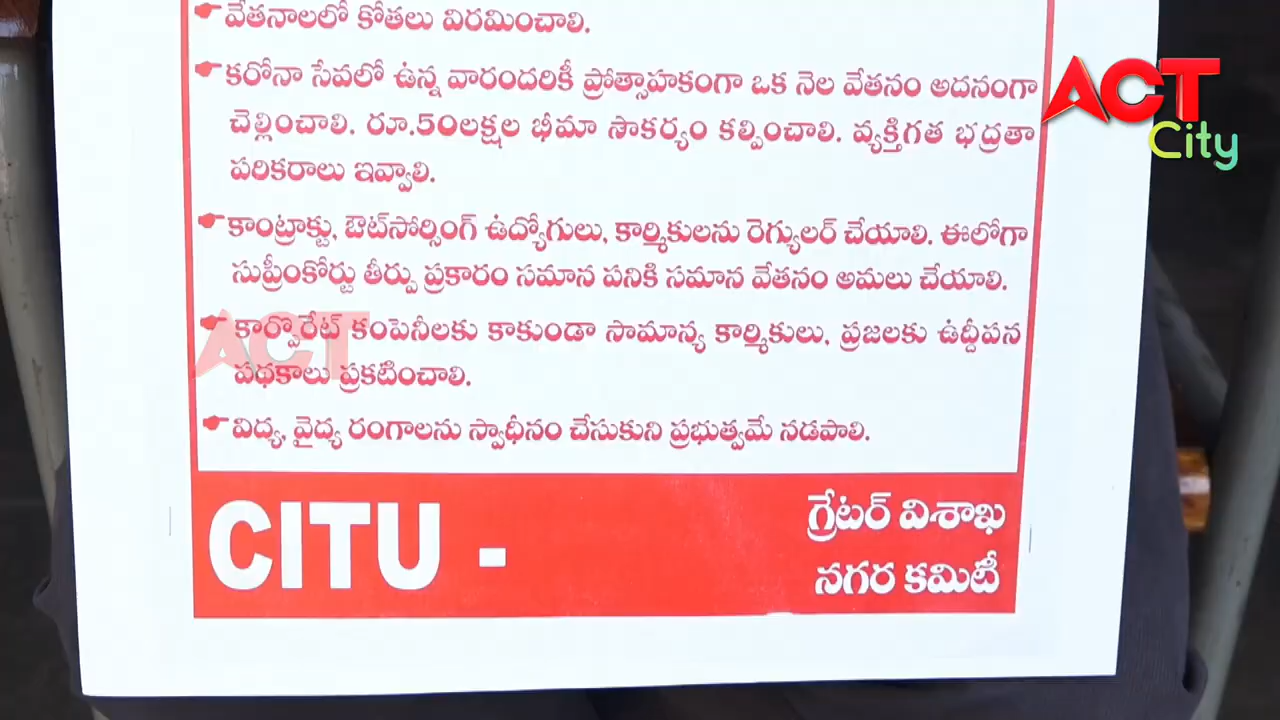 వేతనాలలో కోతలు విరమించాలి.
కరోనా సేవలో ఉన్న వారందరికీ ప్రోత్సాహకంగా ఒక నెల వేతనం అదనంగా
చెల్లించాలి. రూ.50లక్షల భీమా సౌకర్యం కల్పించాలి. వ్యక్తిగత భద్రతా
పరికరాలు ఇవ్వాలి.
కాంట్రాక్టు, ఔట్‌సోర్సింగ్ ఉద్యోగులు, కార్మికులను రెగ్యులర్ చేయాలి. ఈలోగా
సుప్రీంకోర్టు తీర్పు ప్రకారం సమాన పనికి సమాన వేతనం అమలు చేయాలి.
కార్పొరేట్ కంపెనీలకు కాకుండా సామాన్య కార్మికులు, ప్రజలకు ఉద్దీపన
పథకాలు ప్రకటించాలి.
విద్య, వైద్య రంగాలను స్వాధీనం చేసుకుని ప్రభుత్వమే నడపాలి.
CITU - గ్రేటర్ విశాఖ
నగర కమిటీ
ACT
City
ACT